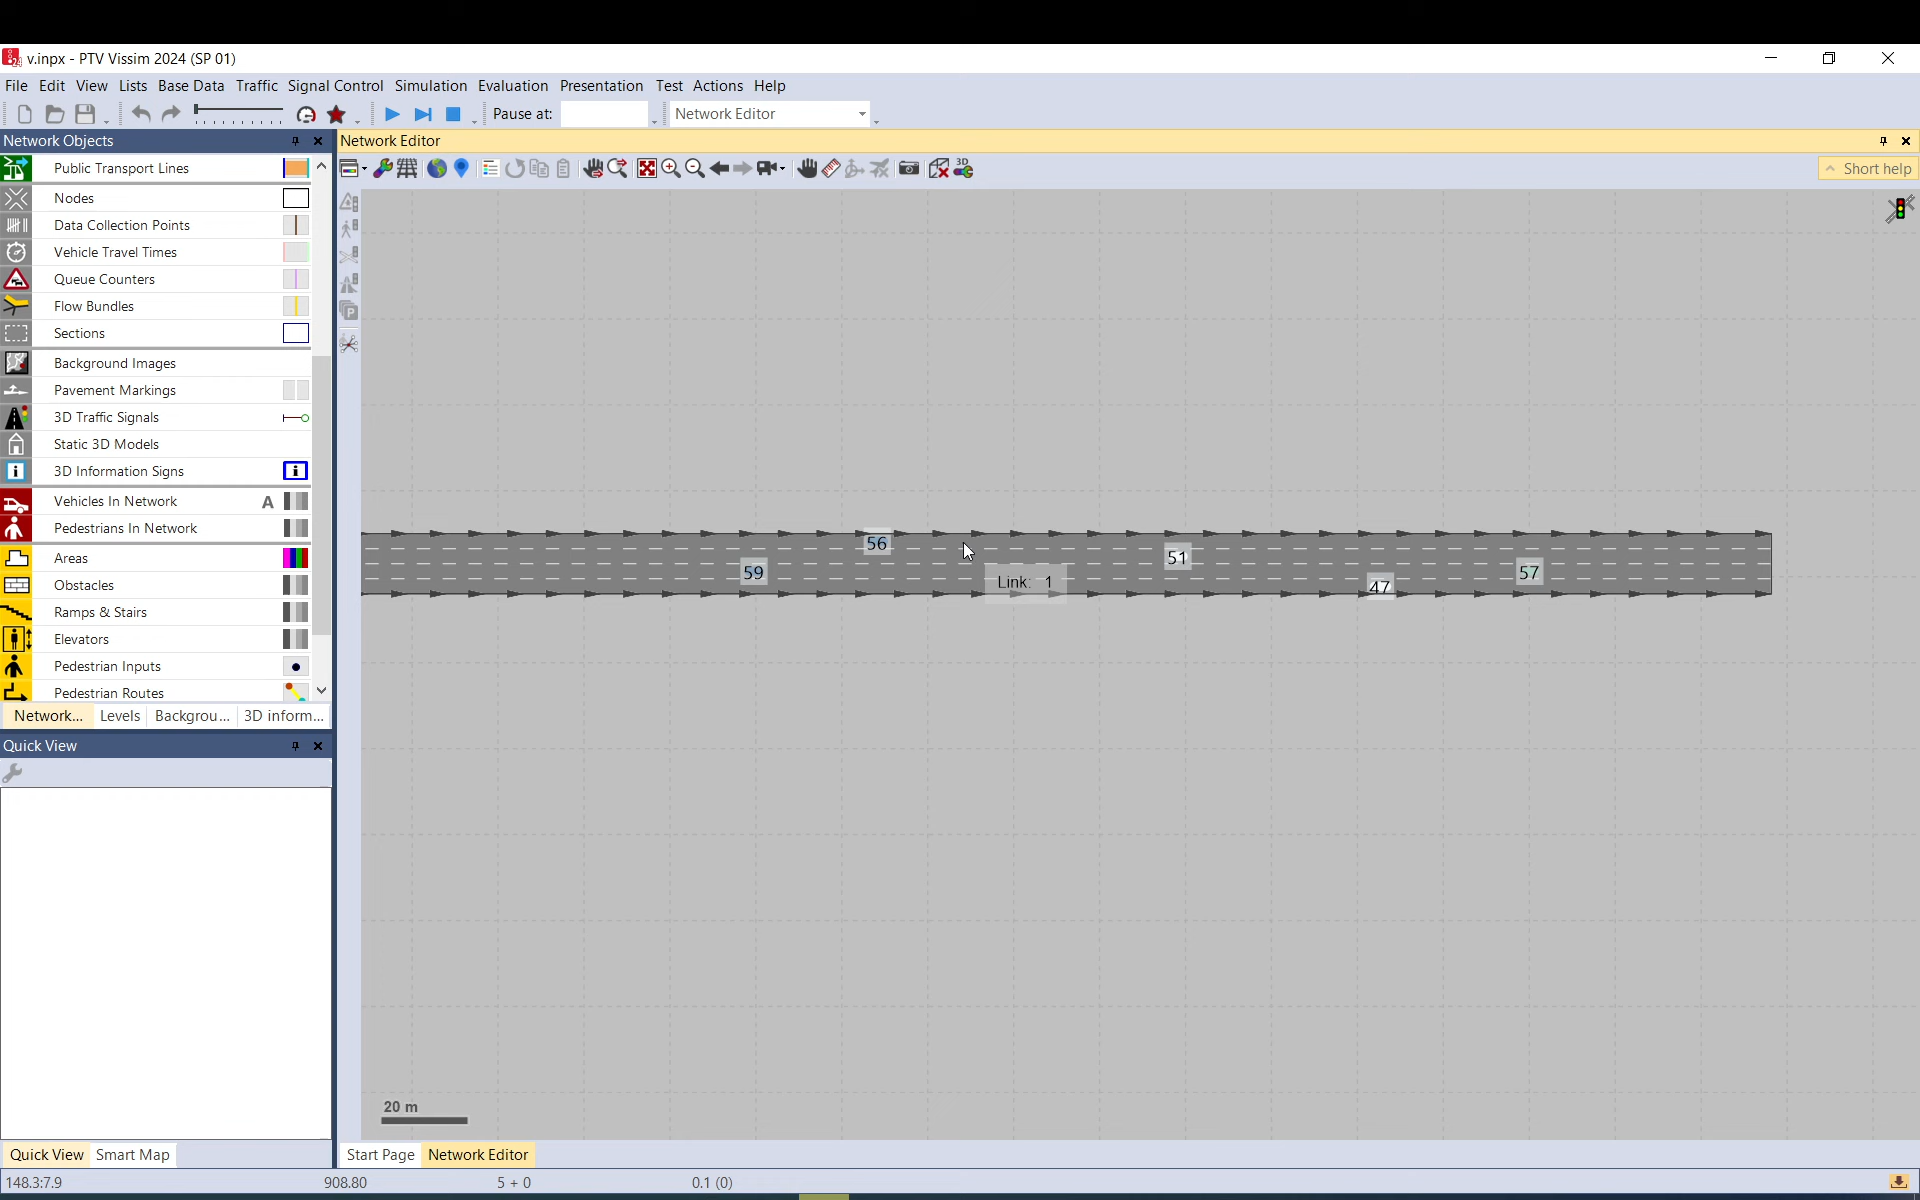 v.inpx - PTV Vissim 2024 (SP 01)
File Edit View Lists Base Data Traffic Signal Control Simulation Evaluation Presentation Test Actions Help
Pause at: Network Editor
Network Objects
Network Editor
Short help
Public Transport Lines
Nodes
Data Collection Points
Vehicle Travel Times
Queue Counters
Flow Bundles
Sections
Background Images
Pavement Markings
3D Traffic Signals
Static 3D Models
3D Information Signs
Vehicles In Network A
Pedestrians In Network
Areas
Obstacles
Ramps & Stairs
Elevators
Pedestrian Inputs
Pedestrian Routes
Network... Levels Backgrou... 3D inform...
56
51
59
57
Link: 1
47
Quick View
20 m
Quick View Smart Map
Start Page Network Editor
148.3:7.9 908.80 5 + 0 0.1 (0)